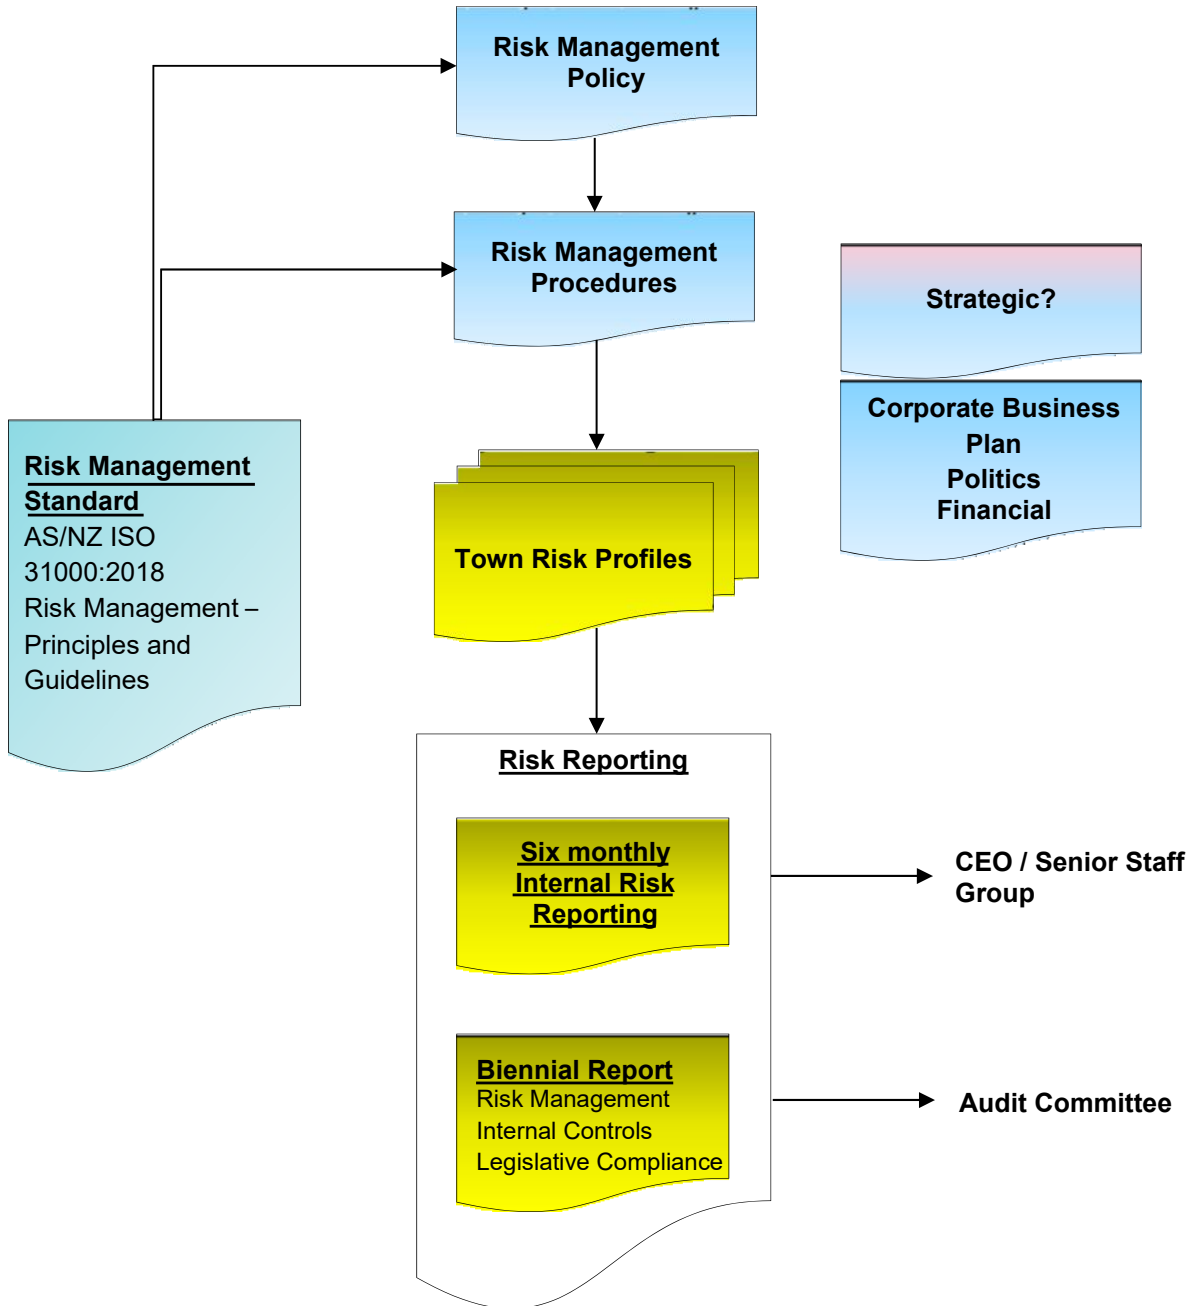 Risk Management
Policy
Risk Management
Procedures
Strategic?
Corporate Business
Plan
Politics
Financial
Risk Management
Standard
AS/NZ ISO
31000:2018
Risk Management –
Principles and
Guidelines
Town Risk Profiles
Risk Reporting
Six monthly
Internal Risk
Reporting
CEO / Senior Staff
Group
Biennial Report
Risk Management
Internal Controls
Legislative Compliance
Audit Committee